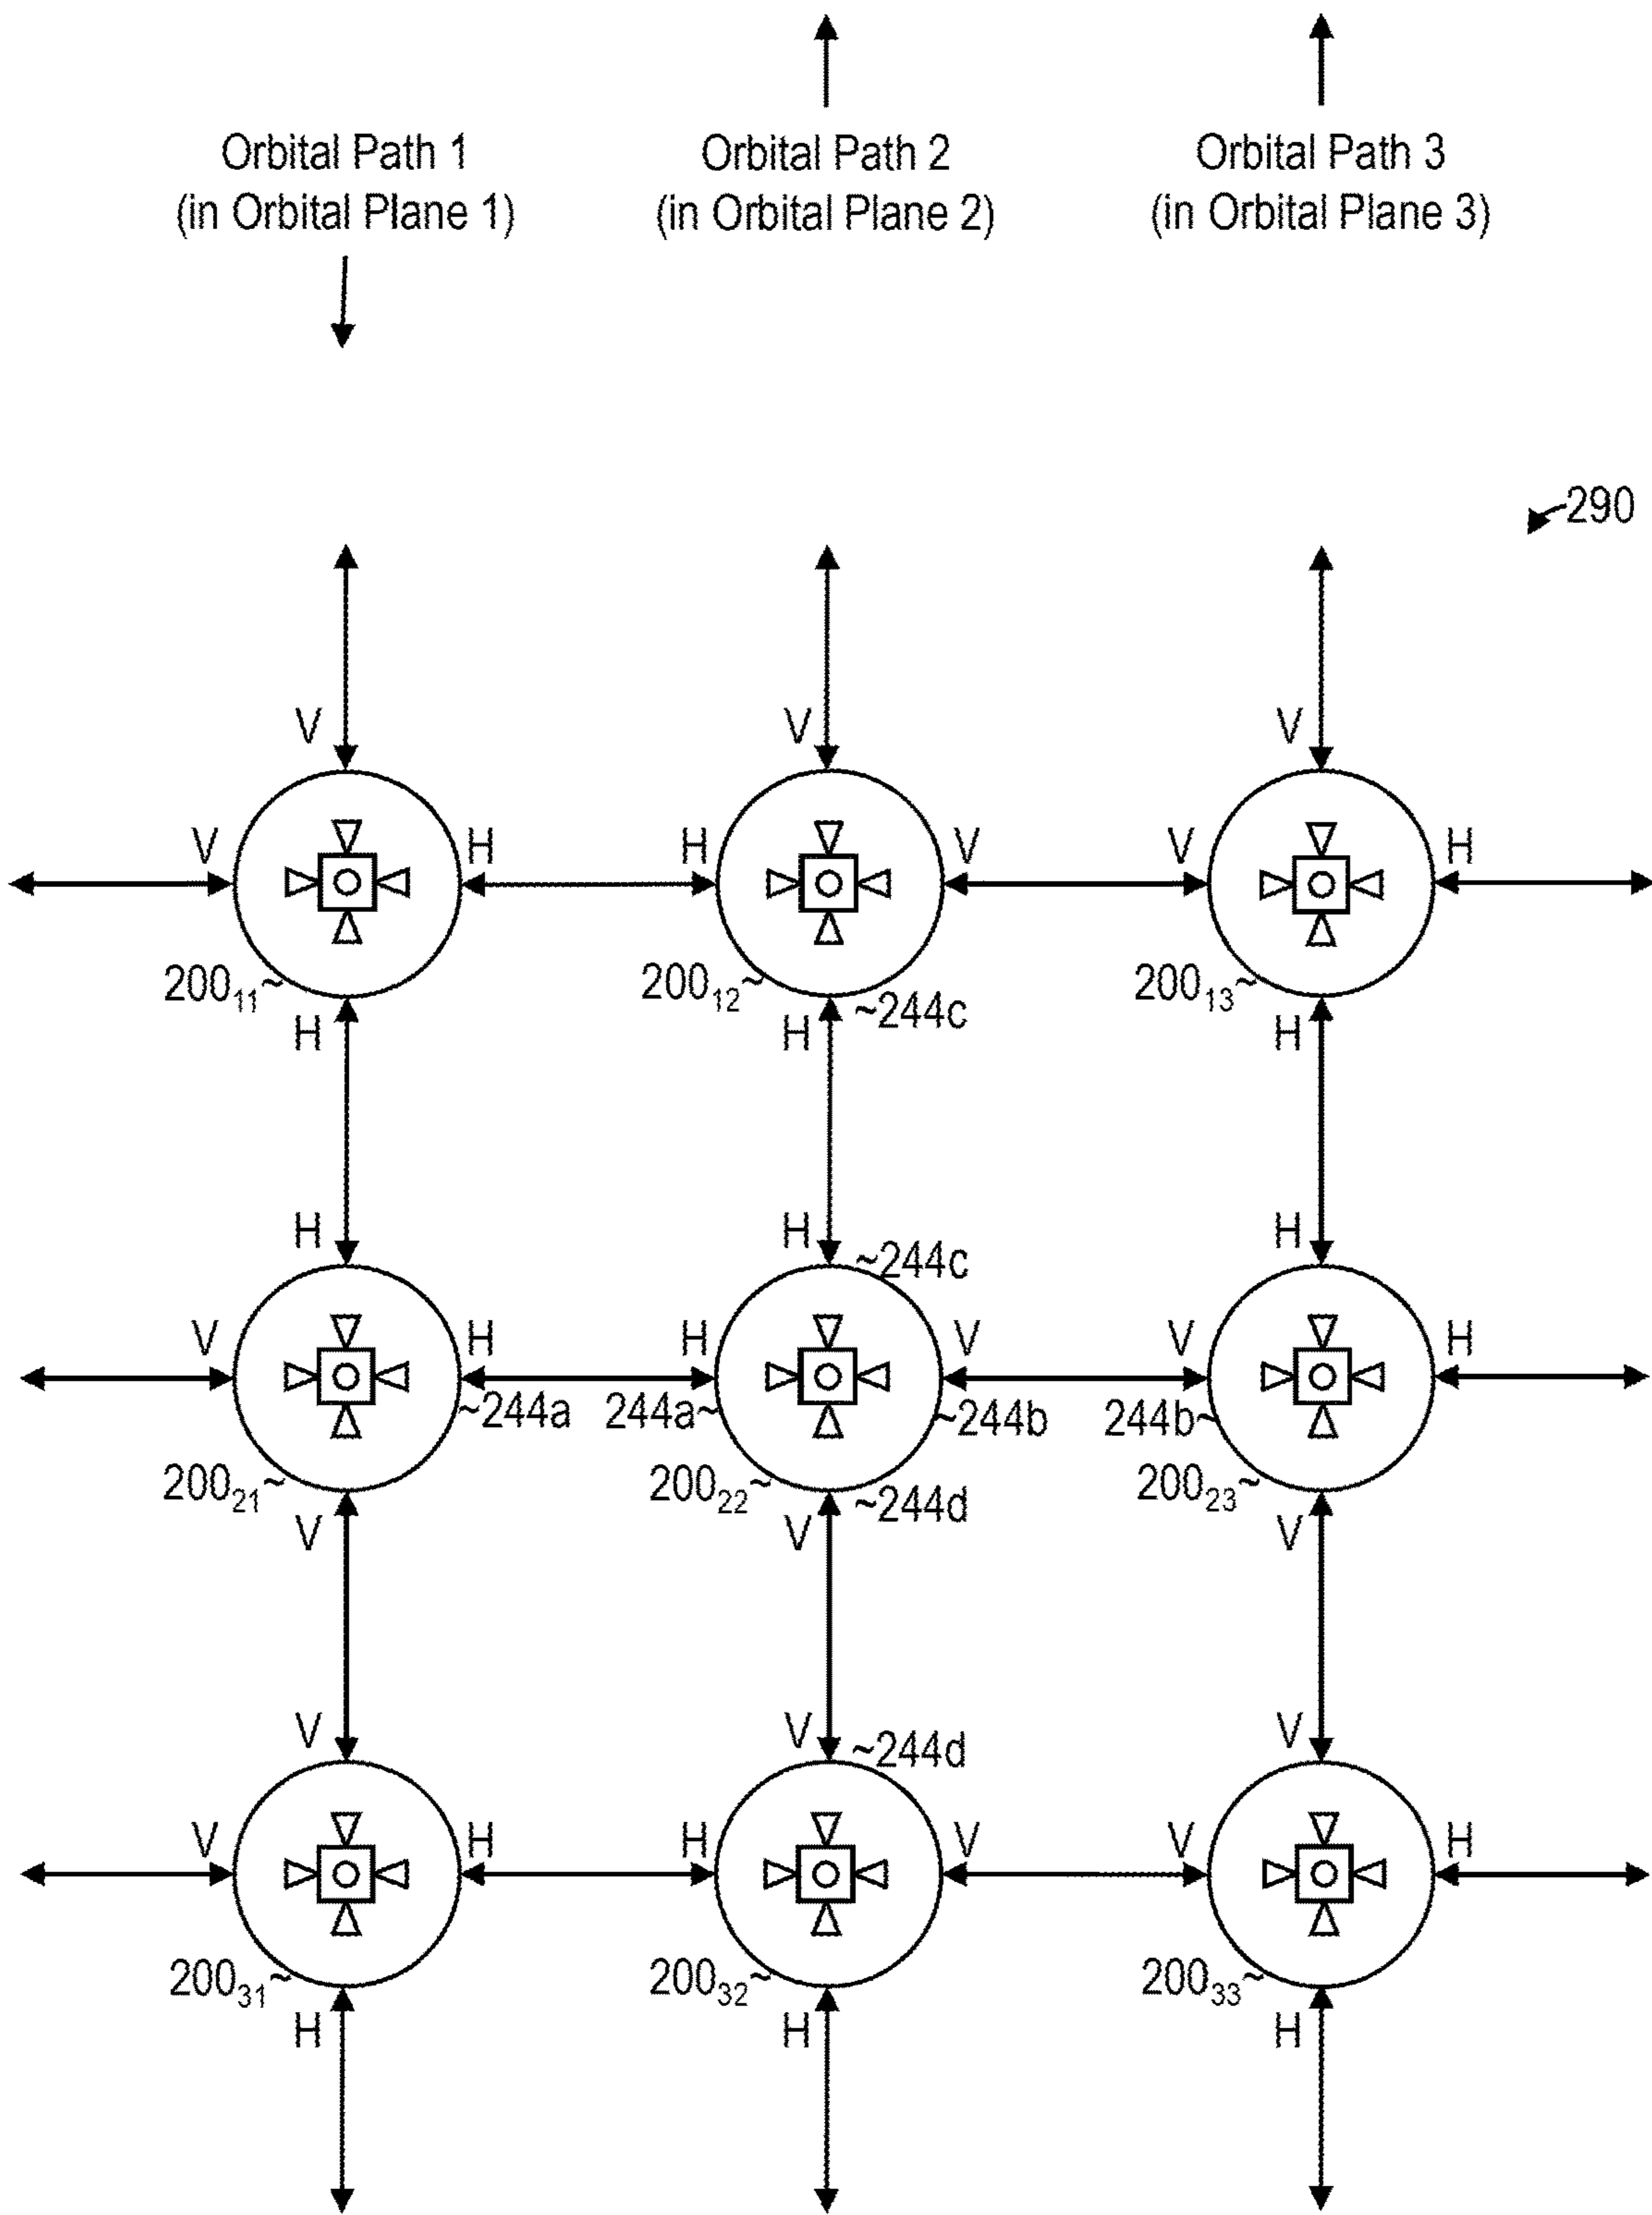 Orbital Path 1 Orbital Path 2 Orbital Path 3
(in Orbital Plane 1) (in Orbital Plane 2) (in Orbital Plane 3)
290
V V V
V H H V V H
200₁₁ 200₁₂ 200₁₃
244c
H H H
H H H
244c
V H H V V H
244a 244a 244b 244b
200₂₁ 200₂₂ 200₂₃
244d
V V V
V V V
244d
V H H V V H
200₃₁ 200₃₂ 200₃₃
H H H